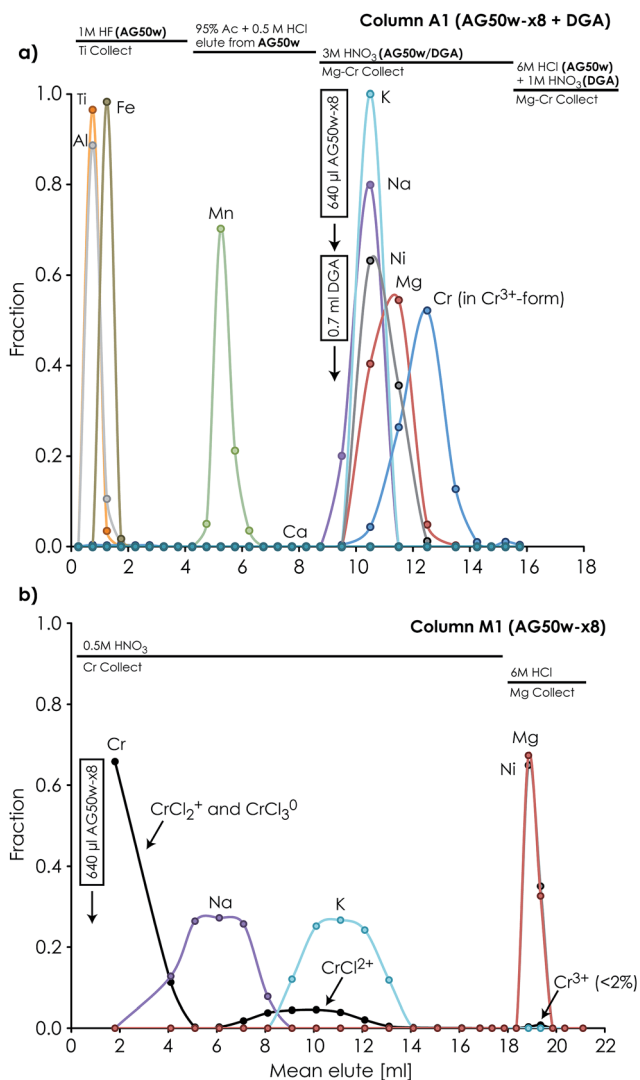 Column A1 (AG50w-x8 + DGA)
1M HF (AG50w)
Ti Collect
95% Ac + 0.5 M HCl
elute from AG50w
3M HNO₃ (AG50w/DGA)
Mg-Cr Collect
6M HCl (AG50w)
+ 1M HNO₃ (DGA)
Mg-Cr Collect
a)
1.0
0.8
0.6
0.4
0.2
0.0
Fraction
Ti
Al
Fe
Mn
Ca
640 µl AG50w-x8
0.7 ml DGA
K
Na
Ni
Mg
Cr (in Cr³⁺-form)
0 2 4 6 8 10 12 14 16 18
b)
Column M1 (AG50w-x8)
0.5M HNO₃
Cr Collect
6M HCl
Mg Collect
1.0
0.8
0.6
0.4
0.2
0.0
Fraction
640 µl AG50w-x8
Cr
CrCl₂⁺ and CrCl₃⁰
Na
K
CrCl²⁺
Mg
Ni
Cr³⁺ (<2%)
0 2 4 6 8 10 12 14 16 18 20 22
Mean elute [ml]